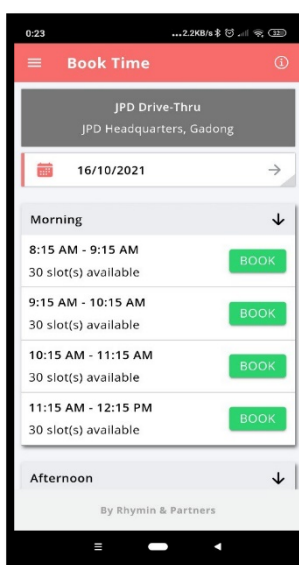 0:23 ...2.2KB/s 32
Book Time
JPD Drive-Thru
JPD Headquarters, Gadong
16/10/2021
Morning
8:15 AM - 9:15 AM
30 slot(s) available
BOOK
9:15 AM - 10:15 AM
30 slot(s) available
BOOK
10:15 AM - 11:15 AM
30 slot(s) available
BOOK
11:15 AM - 12:15 PM
30 slot(s) available
BOOK
Afternoon
By Rhymin & Partners